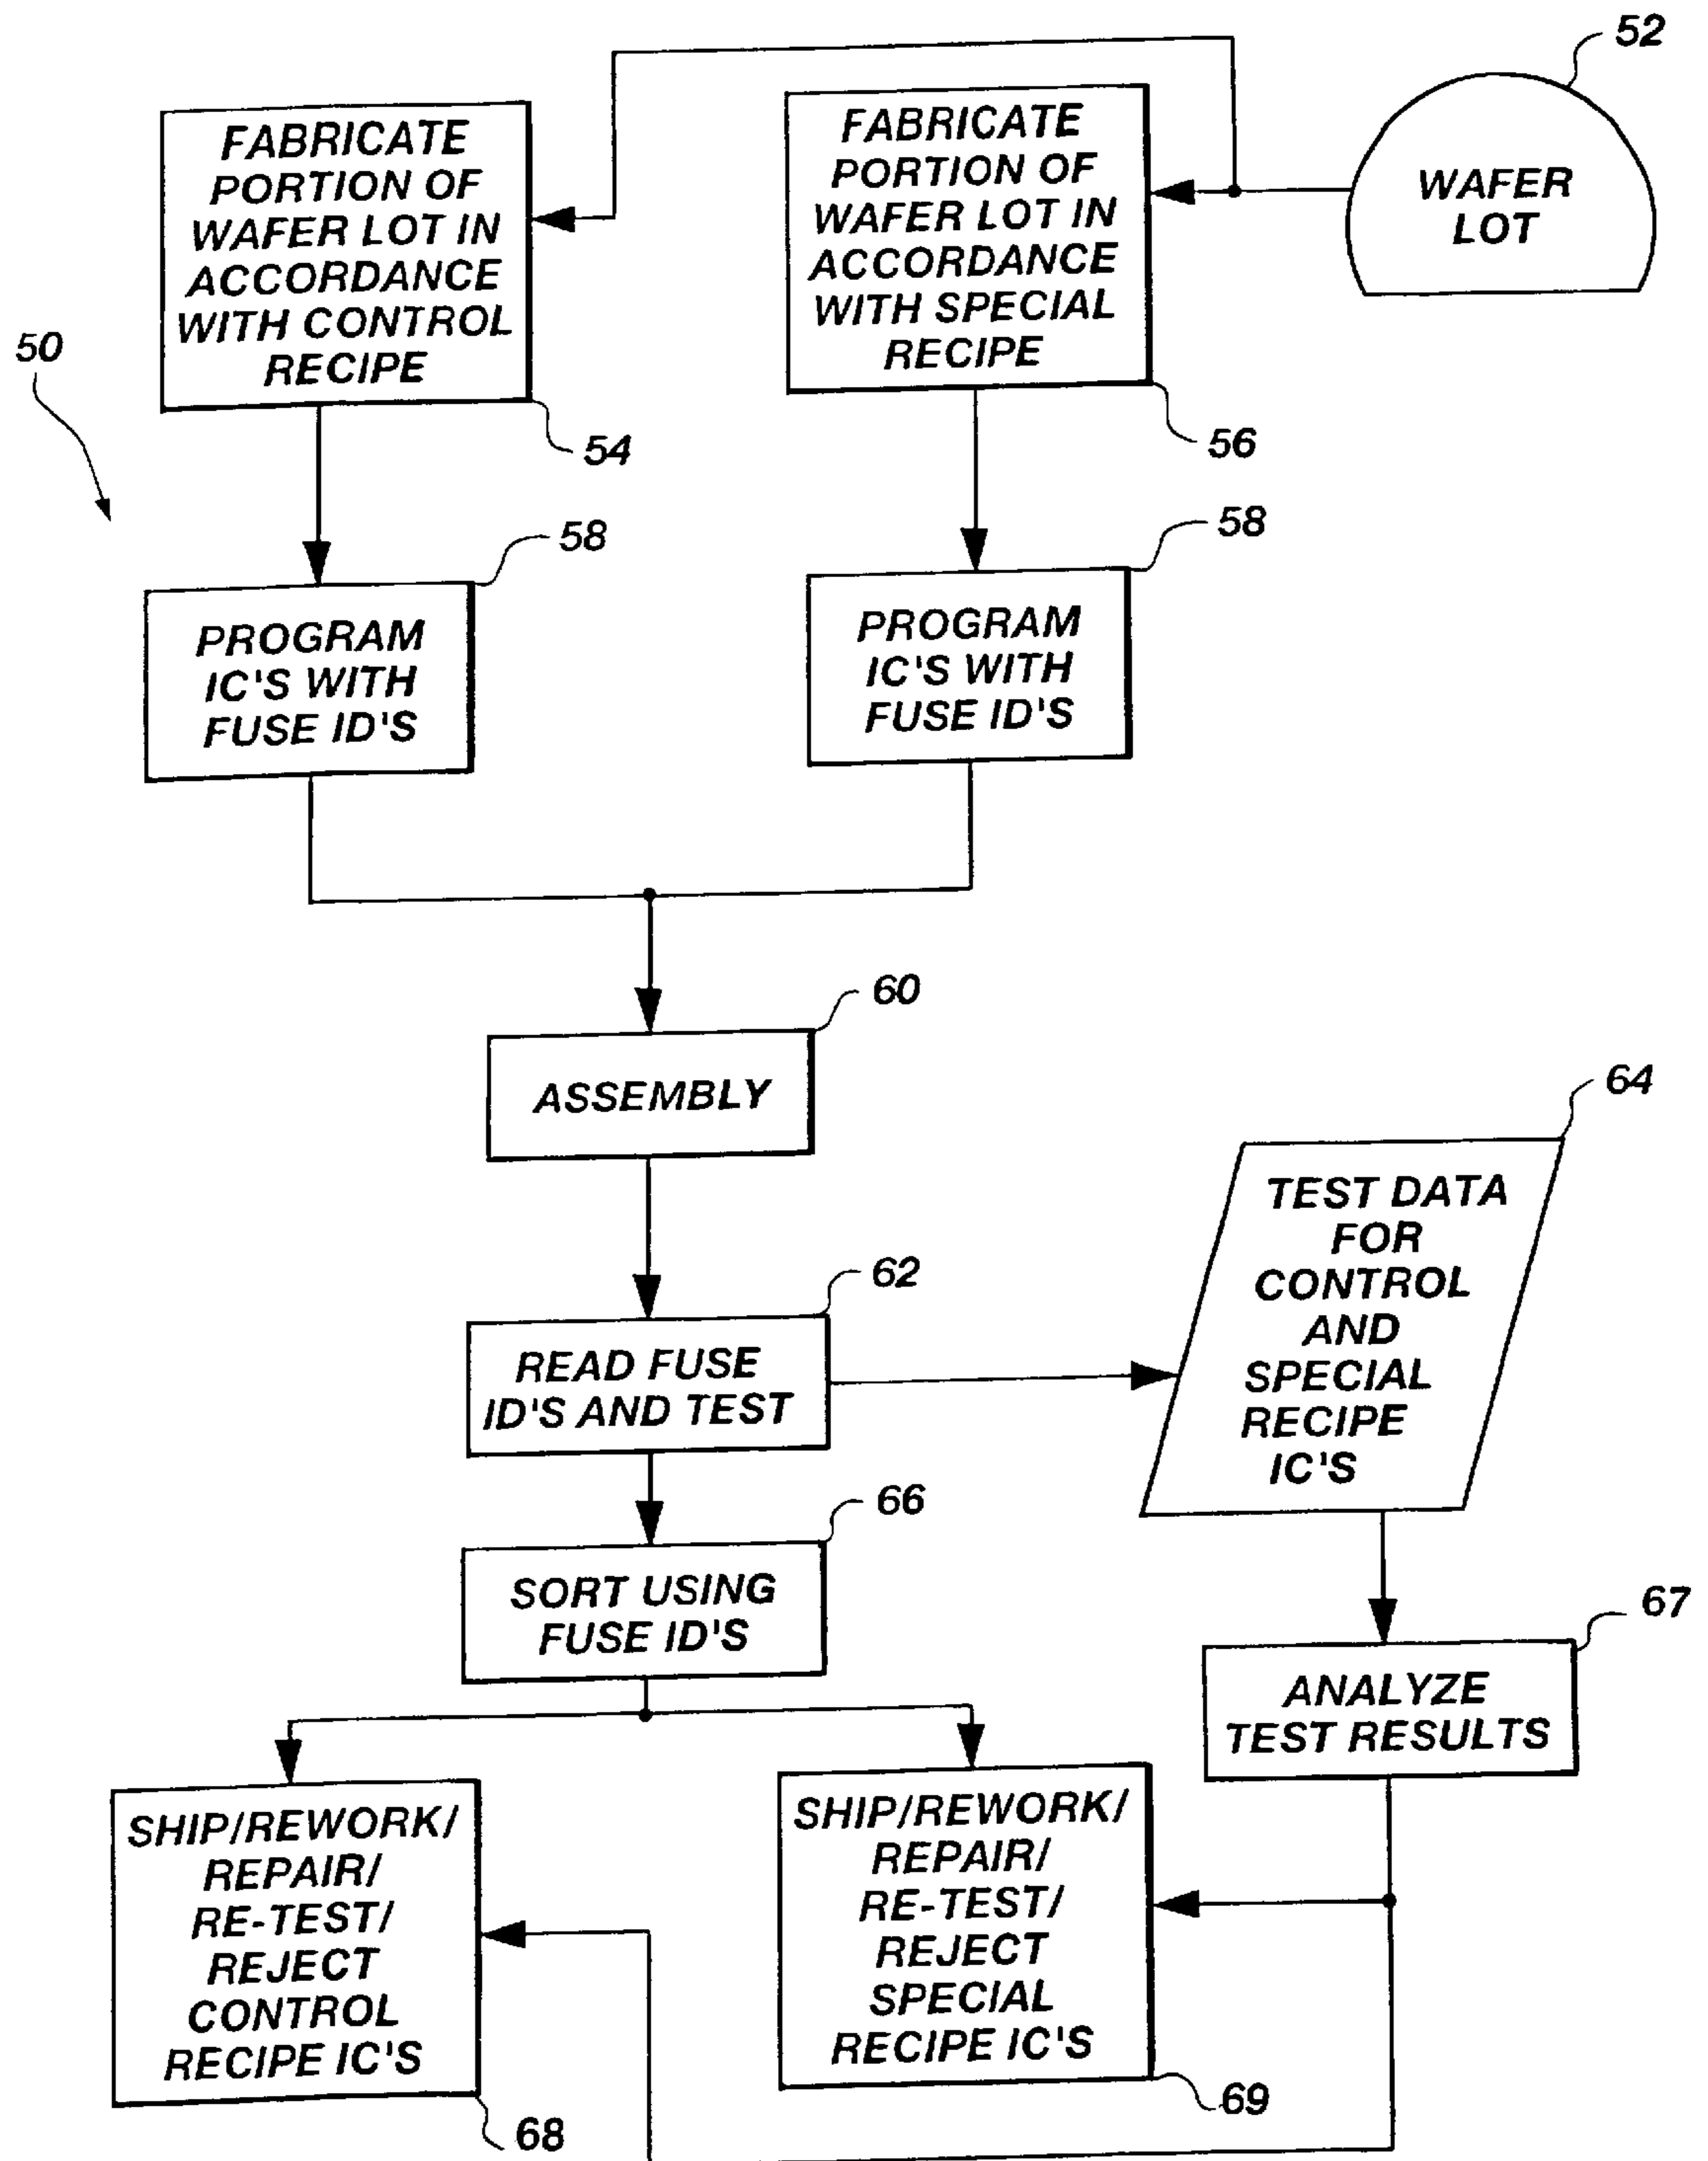 52
FABRICATE
PORTION OF
WAFER LOT IN
ACCORDANCE
WITH CONTROL
RECIPE
FABRICATE
PORTION OF
WAFER LOT IN
ACCORDANCE
WITH SPECIAL
RECIPE
WAFER
LOT
50
54
56
58
58
PROGRAM
IC'S WITH
FUSE ID'S
PROGRAM
IC'S WITH
FUSE ID'S
60
ASSEMBLY
64
TEST DATA
FOR
CONTROL
AND
SPECIAL
RECIPE
IC'S
62
READ FUSE
ID'S AND TEST
66
SORT USING
FUSE ID'S
67
ANALYZE
TEST RESULTS
SHIP/REWORK/
REPAIR/
RE-TEST/
REJECT
CONTROL
RECIPE IC'S
SHIP/REWORK/
REPAIR/
RE-TEST/
REJECT
SPECIAL
RECIPE IC'S
69
68